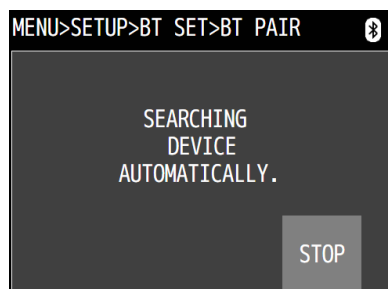 MENU>SETUP>BT SET>BT PAIR
SEARCHING
DEVICE
AUTOMATICALLY.
STOP